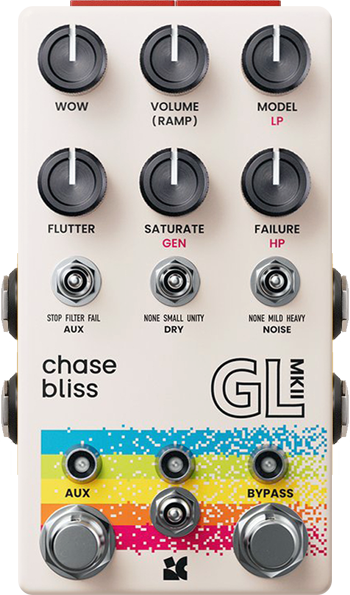 WOW VOLUME MODEL
(RAMP) LP
FLUTTER SATURATE FAILURE
GEN HP
STOP FILTER FAIL NONE SMALL UNITY NONE MILD HEAVY
AUX DRY NOISE
chase
bliss
GL MKII
AUX BYPASS